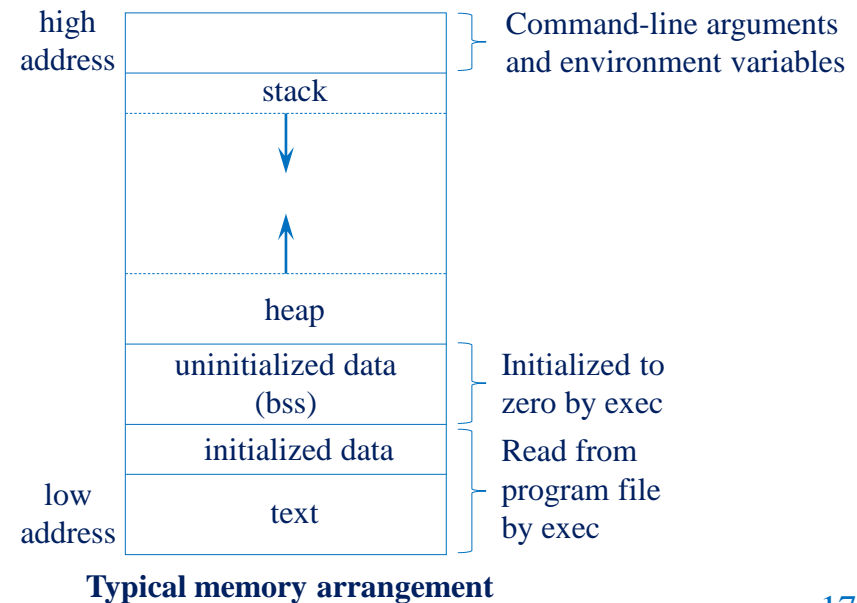 high
address
Command-line arguments
and environment variables
stack
heap
uninitialized data
(bss)
Initialized to
zero by exec
initialized data
Read from
program file
by exec
low
address
text
Typical memory arrangement
17